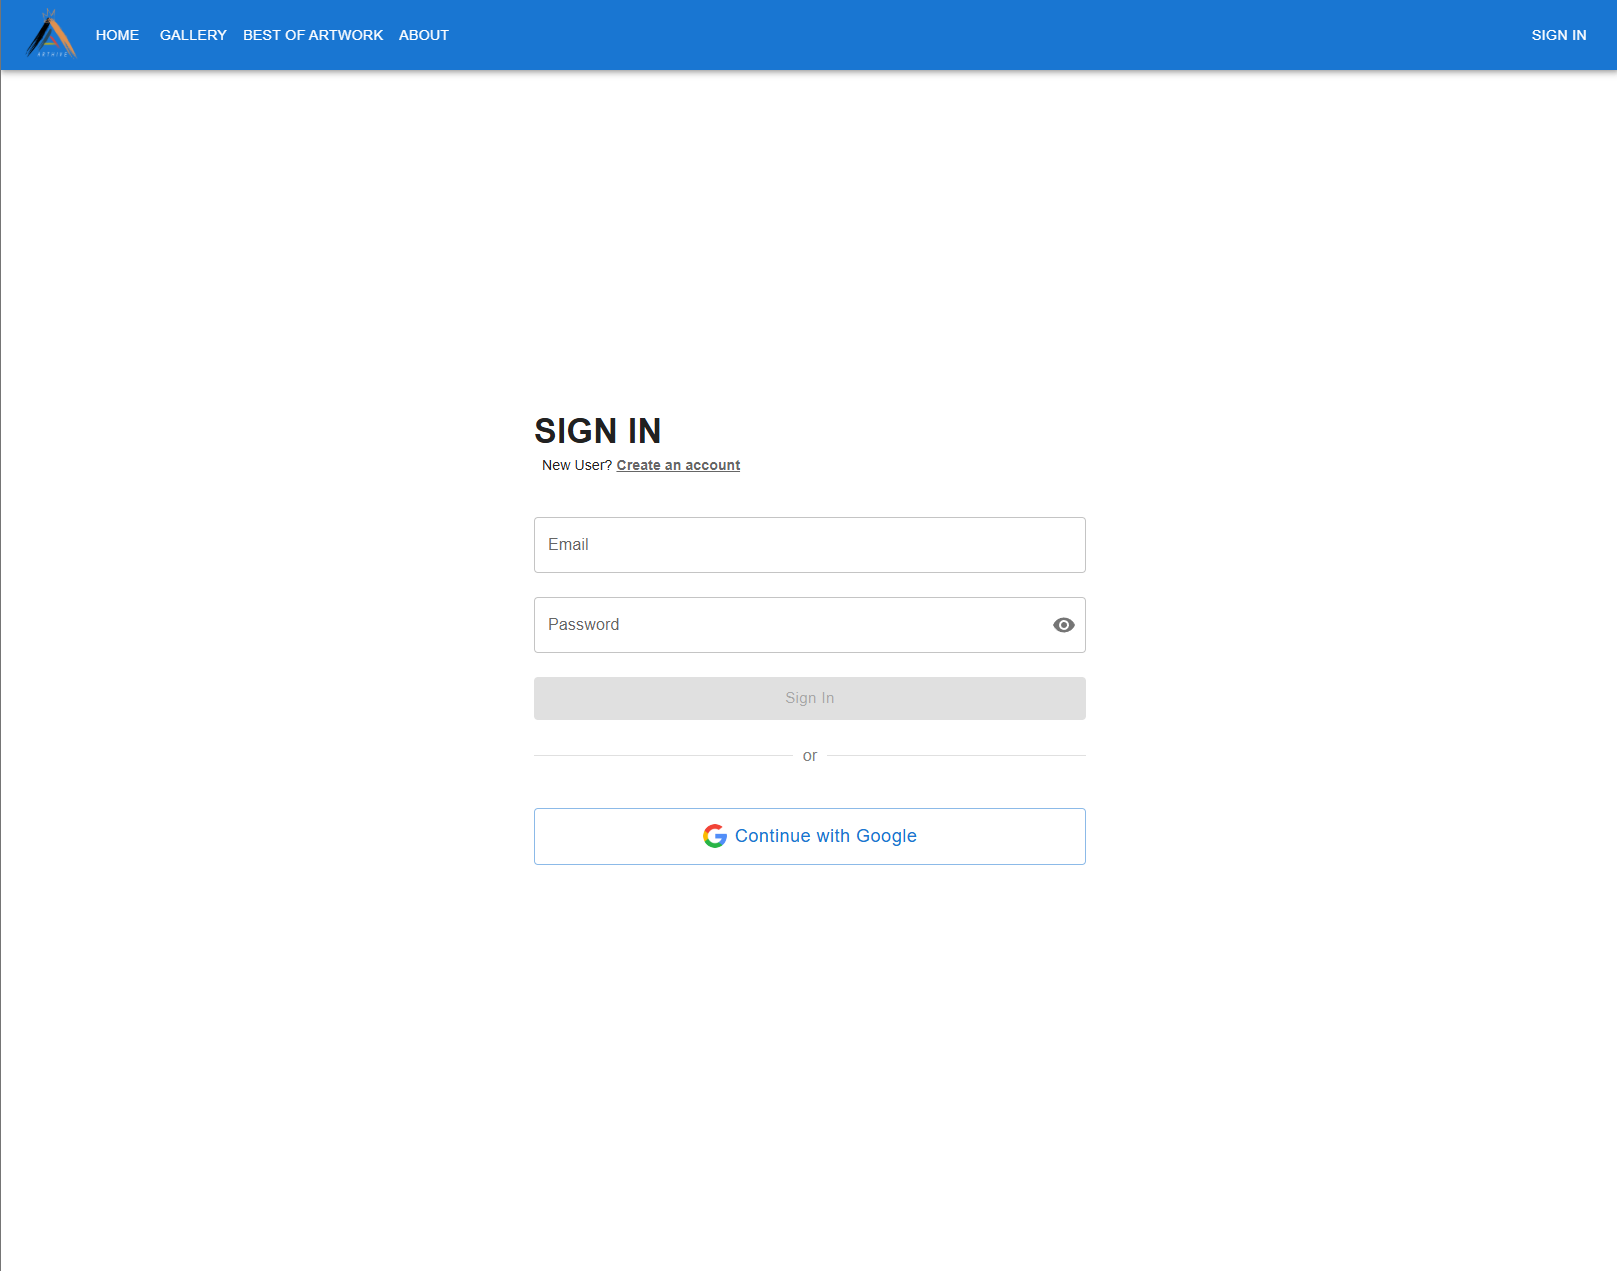 HOME GALLERY BEST OF ARTWORK ABOUT SIGN IN
SIGN IN
New User? Create an account
Email
Password
Sign In
or
Continue with Google